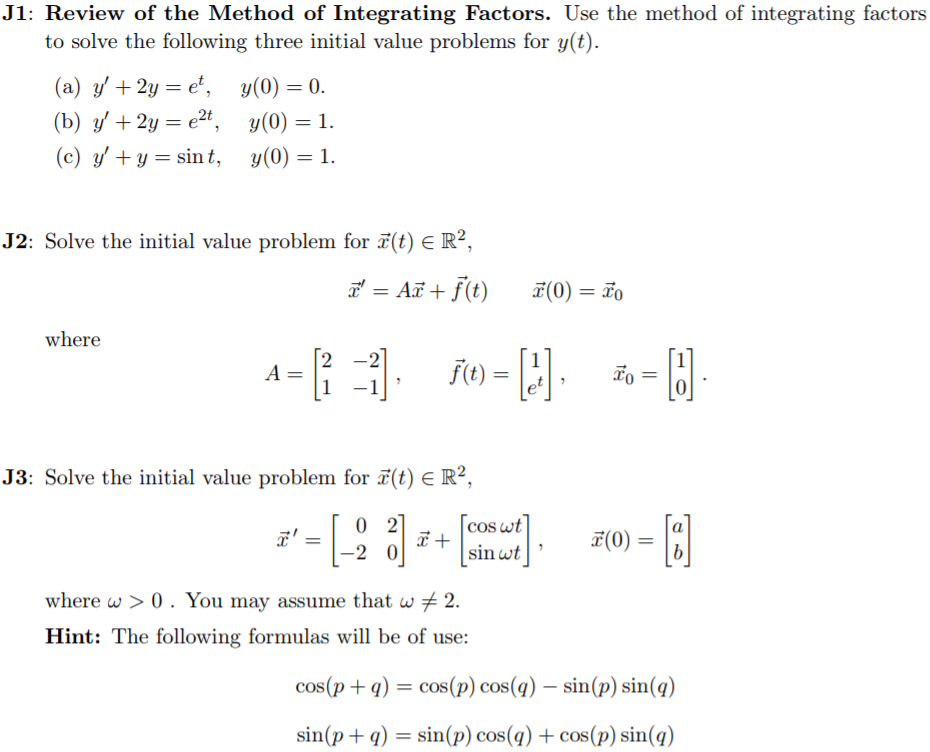 J1: Review of the Method of Integrating Factors. Use the method of integrating factors
to solve the following three initial value problems for y(t).
(a) y′ + 2y = eᵗ, y(0) = 0.
(b) y′ + 2y = e²ᵗ, y(0) = 1.
(c) y′ + y = sin t, y(0) = 1.
J2: Solve the initial value problem for x⃗(t) ∈ ℝ²,
x⃗′ = Ax⃗ + f⃗(t) x⃗(0) = x⃗₀
where
A = [2 −2; 1 −1], f⃗(t) = [1; eᵗ], x⃗₀ = [1; 0].
J3: Solve the initial value problem for x⃗(t) ∈ ℝ²,
x⃗′ = [0 2; −2 0] x⃗ + [cos ωt; sin ωt], x⃗(0) = [a; b]
where ω > 0 . You may assume that ω ≠ 2.
Hint: The following formulas will be of use:
cos(p + q) = cos(p) cos(q) − sin(p) sin(q)
sin(p + q) = sin(p) cos(q) + cos(p) sin(q)